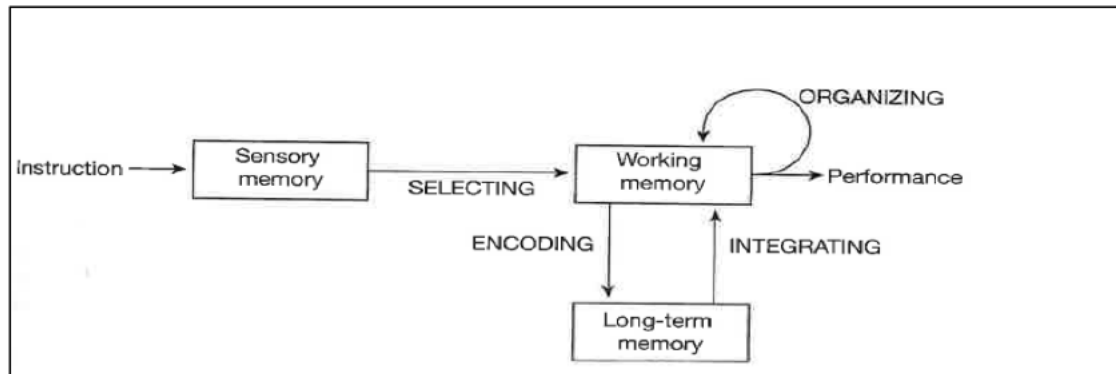 ORGANIZING
Instruction
Sensory
memory
SELECTING
Working
memory
Performance
ENCODING
INTEGRATING
Long-term
memory